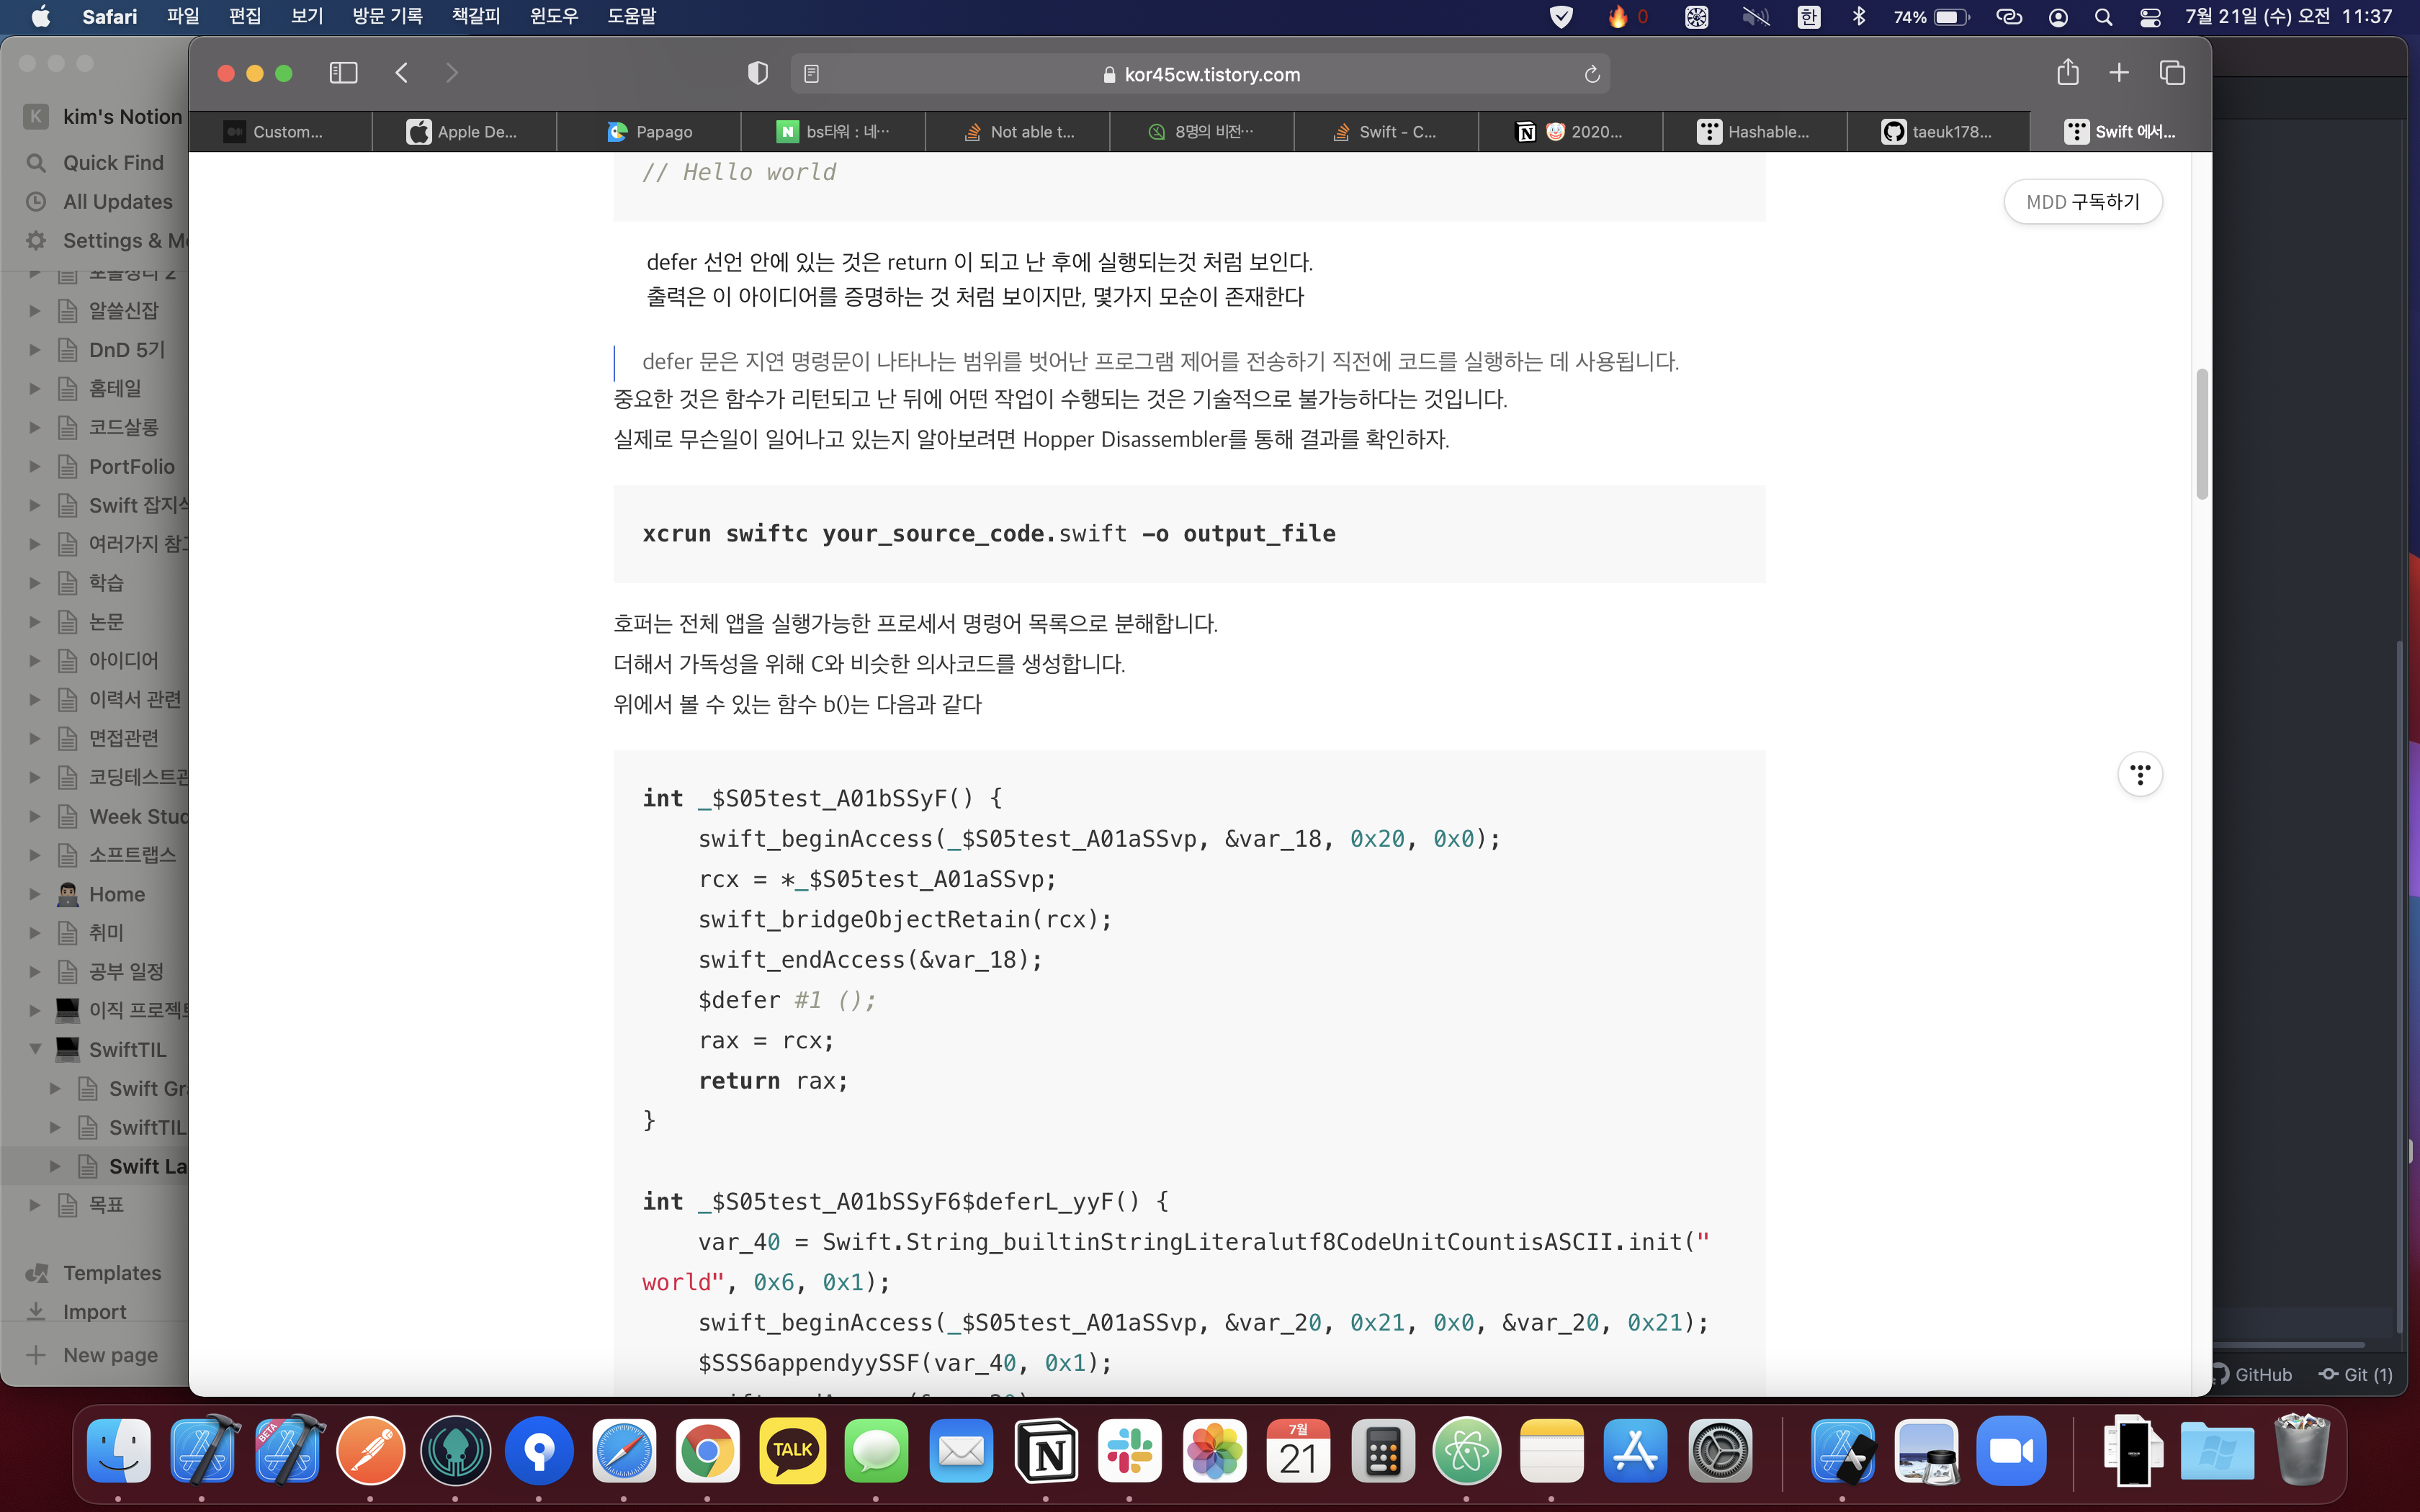 Safari 파일 편집 보기 방문 기록 책갈피 윈도우 도움말
0 한 74% 7월 21일 (수) 오전 11:37
kor45cw.tistory.com
Custom...
Apple De...
Papago
bs타워 : 네…
Not able t...
8명의 비전…
Swift - C...
2020...
Hashable...
taeuk178...
Swift 에서...
K kim's Notion
Quick Find
All Updates
Settings & Me
알쓸신잡
DnD 5기
홈테일
코드살롱
PortFolio
Swift 잡지식
여러가지 참고
학습
논문
아이디어
이력서 관련
면접관련
코딩테스트관
Week Stud
소프트랩스
Home
취미
공부 일정
이직 프로젝트
SwiftTIL
Swift Gr
SwiftTIL
Swift La
목표
Templates
Import
New page
// Hello world
MDD 구독하기
defer 선언 안에 있는 것은 return 이 되고 난 후에 실행되는것 처럼 보인다.
출력은 이 아이디어를 증명하는 것 처럼 보이지만, 몇가지 모순이 존재한다
defer 문은 지연 명령문이 나타나는 범위를 벗어난 프로그램 제어를 전송하기 직전에 코드를 실행하는 데 사용됩니다.
중요한 것은 함수가 리턴되고 난 뒤에 어떤 작업이 수행되는 것은 기술적으로 불가능하다는 것입니다.
실제로 무슨일이 일어나고 있는지 알아보려면 Hopper Disassembler를 통해 결과를 확인하자.
xcrun swiftc your_source_code.swift -o output_file
호퍼는 전체 앱을 실행가능한 프로세서 명령어 목록으로 분해합니다.
더해서 가독성을 위해 C와 비슷한 의사코드를 생성합니다.
위에서 볼 수 있는 함수 b()는 다음과 같다
int _$S05test_A01bSSyF() {
swift_beginAccess(_$S05test_A01aSSvp, &var_18, 0x20, 0x0);
rcx = *_$S05test_A01aSSvp;
swift_bridgeObjectRetain(rcx);
swift_endAccess(&var_18);
$defer #1 ();
rax = rcx;
return rax;
}
int _$S05test_A01bSSyF6$deferL_yyF() {
var_40 = Swift.String_builtinStringLiteralutf8CodeUnitCountisASCII.init("
world", 0x6, 0x1);
swift_beginAccess(_$S05test_A01aSSvp, &var_20, 0x21, 0x0, &var_20, 0x21);
$SSS6appendyySSF(var_40, 0x1);
GitHub
Git (1)
BETA
TALK
7월
21